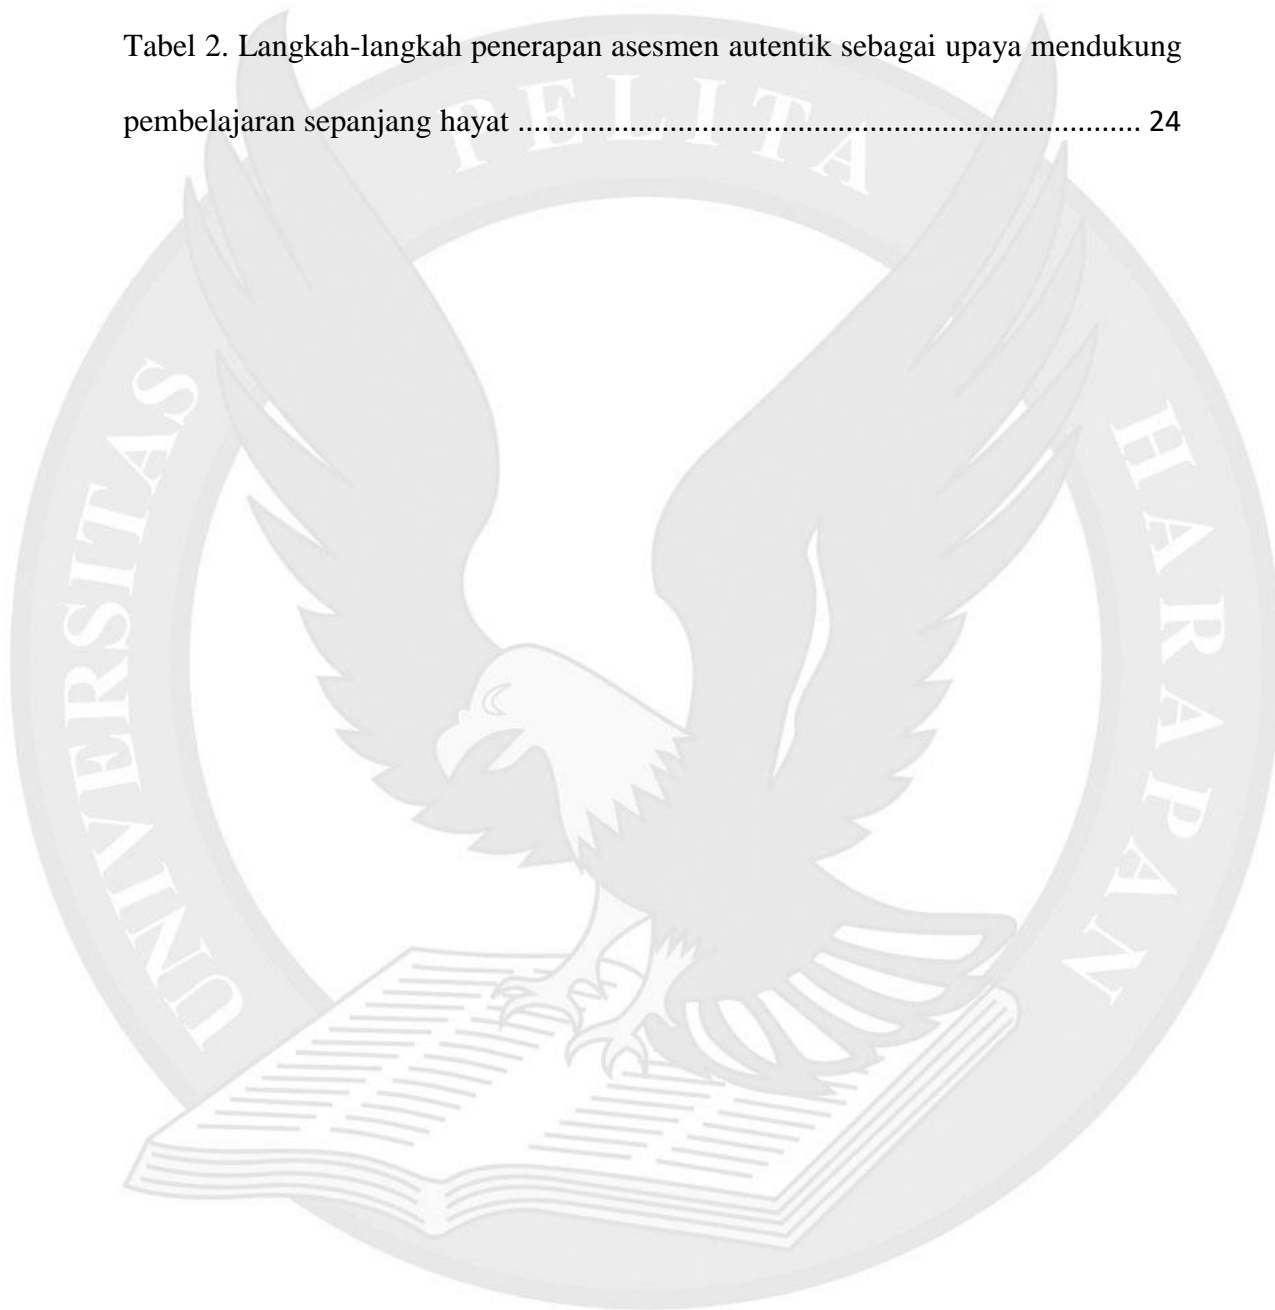 Tabel 2. Langkah-langkah penerapan asesmen autentik sebagai upaya mendukung
pembelajaran sepanjang hayat .................................................................. 24
UNIVERSITAS PELITA HARAPAN